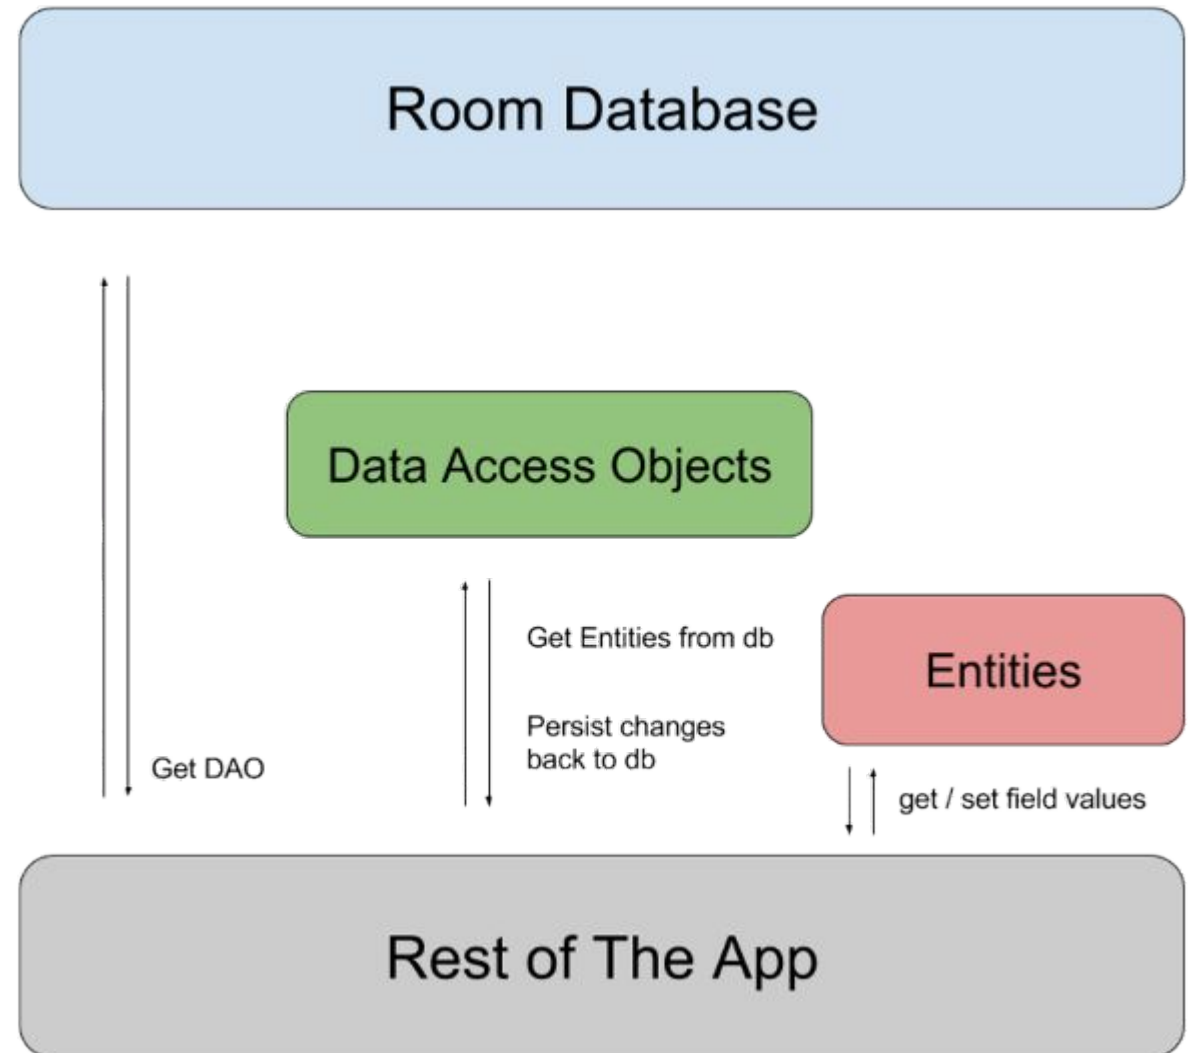 Room Database
Data Access Objects
Get Entities from db
Entities
Persist changes
back to db
Get DAO
get / set field values
Rest of The App